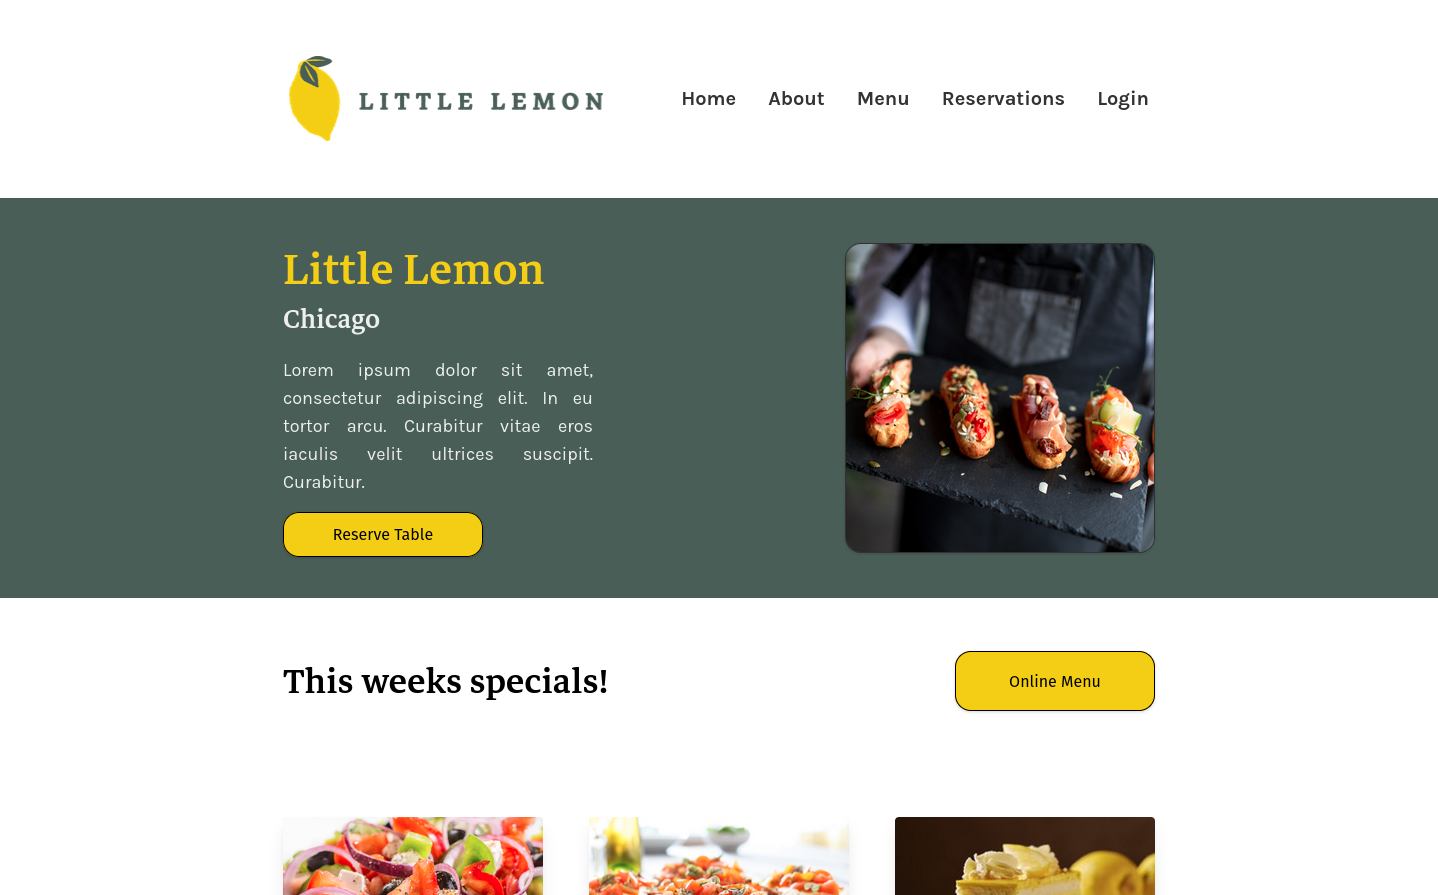 LITTLE LEMON
Home About Menu Reservations Login
Little Lemon
Chicago
Lorem ipsum dolor sit amet,
consectetur adipiscing elit. In eu
tortor arcu. Curabitur vitae eros
iaculis velit ultrices suscipit.
Curabitur.
Reserve Table
This weeks specials!
Online Menu